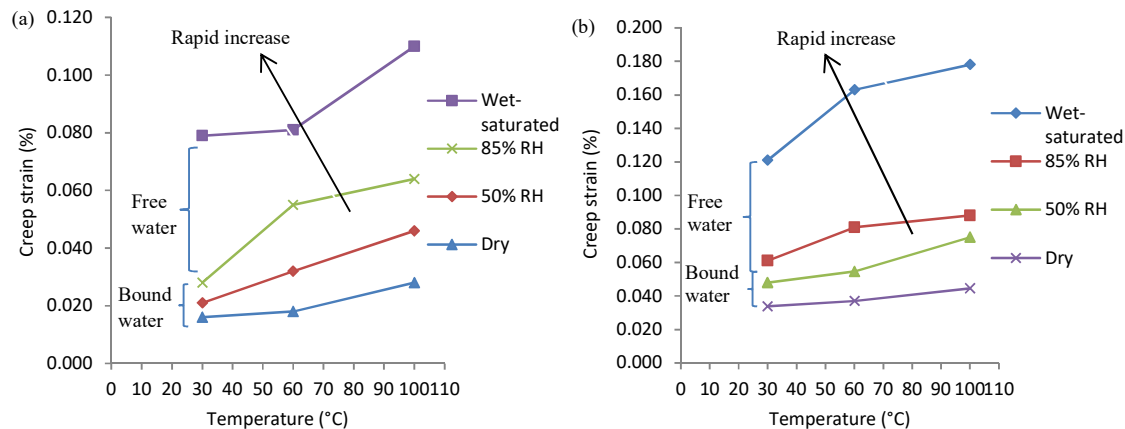 (a)
Creep strain (%)
0.120
0.100
0.080
0.060
0.040
0.020
0.000
Rapid increase
Free
water
Bound
water
Wet-
saturated
85% RH
50% RH
Dry
0 10 20 30 40 50 60 70 80 90 100 110
Temperature (°C)
(b)
Creep strain (%)
0.200
0.180
0.160
0.140
0.120
0.100
0.080
0.060
0.040
0.020
0.000
Rapid increase
Free
water
Bound
water
Wet-
saturated
85% RH
50% RH
Dry
0 10 20 30 40 50 60 70 80 90 100 110
Temperature (°C)